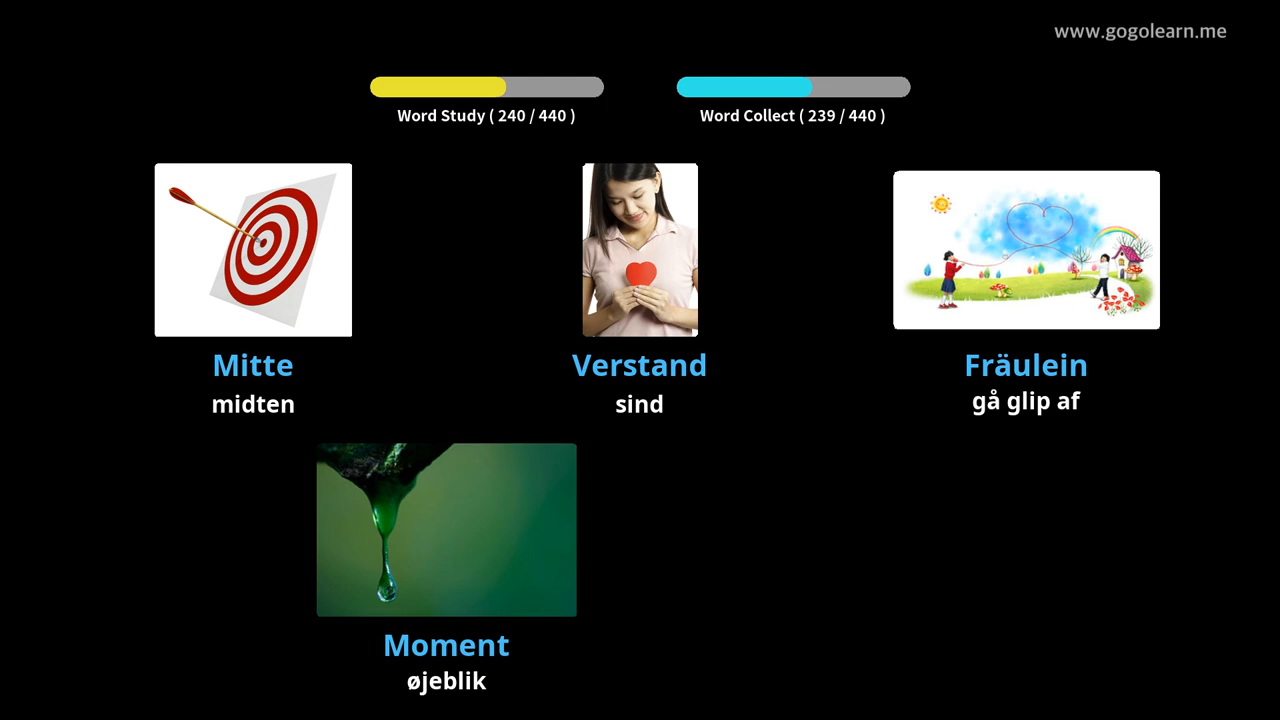 www.gogolearn.me
Word Study ( 240 / 440 )
Word Collect ( 239 / 440 )
Mitte
midten
Verstand
sind
Fräulein
gå glip af
Moment
øjeblik